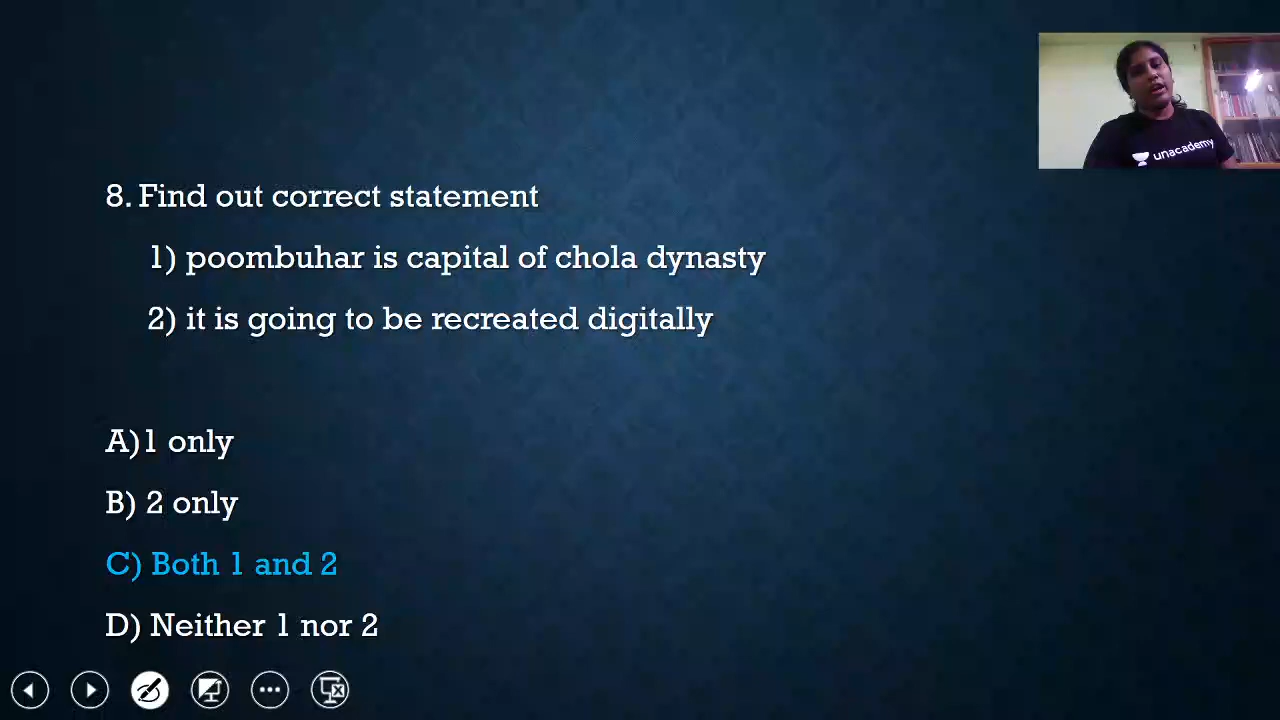 unacademy
8. Find out correct statement
1) poombuhar is capital of chola dynasty
2) it is going to be recreated digitally
A) 1 only
B) 2 only
C) Both 1 and 2
D) Neither 1 nor 2